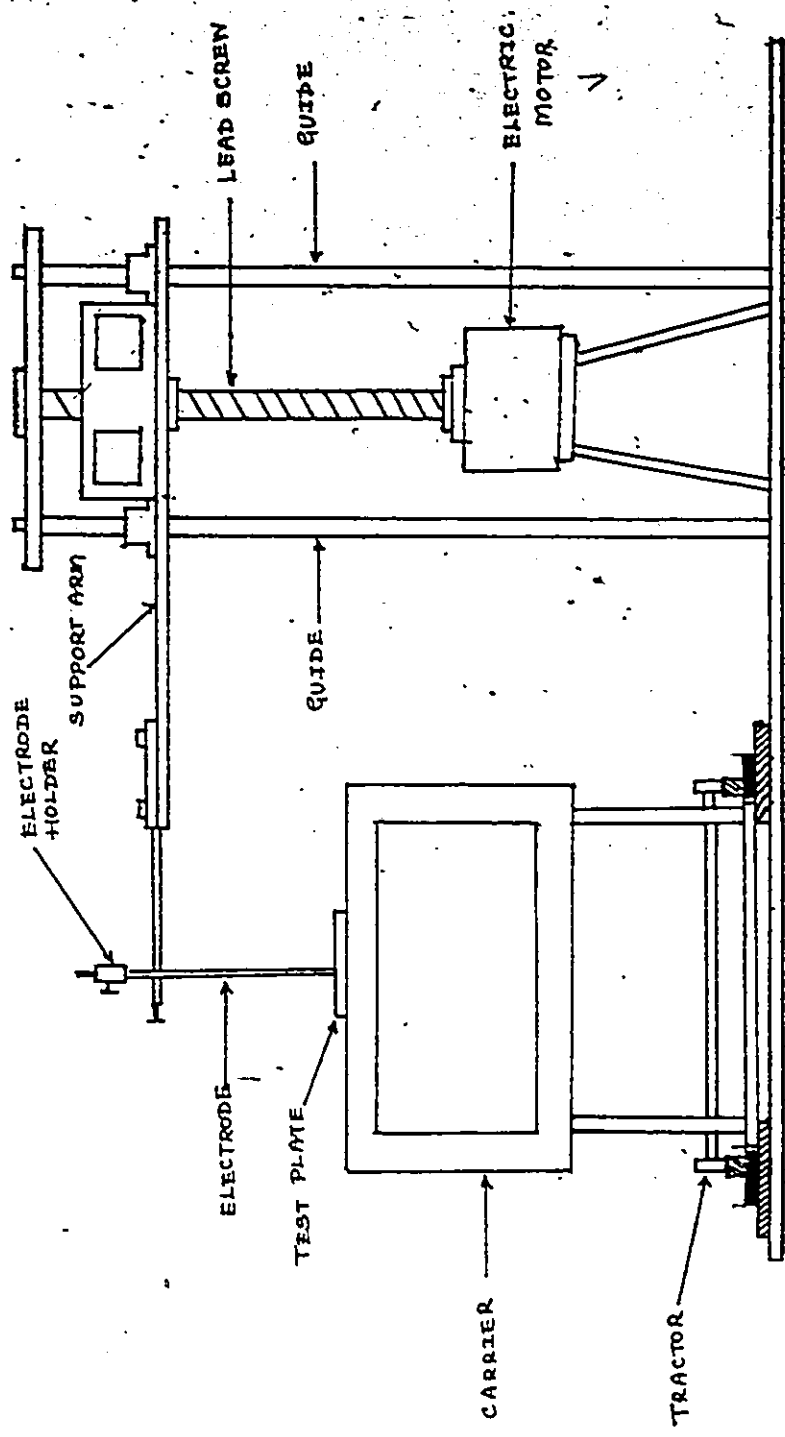 ELECTRODE
HOLDER
SUPPORT ARM
LEAD SCREW
GUIDE
GUIDE
ELECTRIC
MOTOR
ELECTRODE
TEST PLATE
CARRIER
TRACTOR